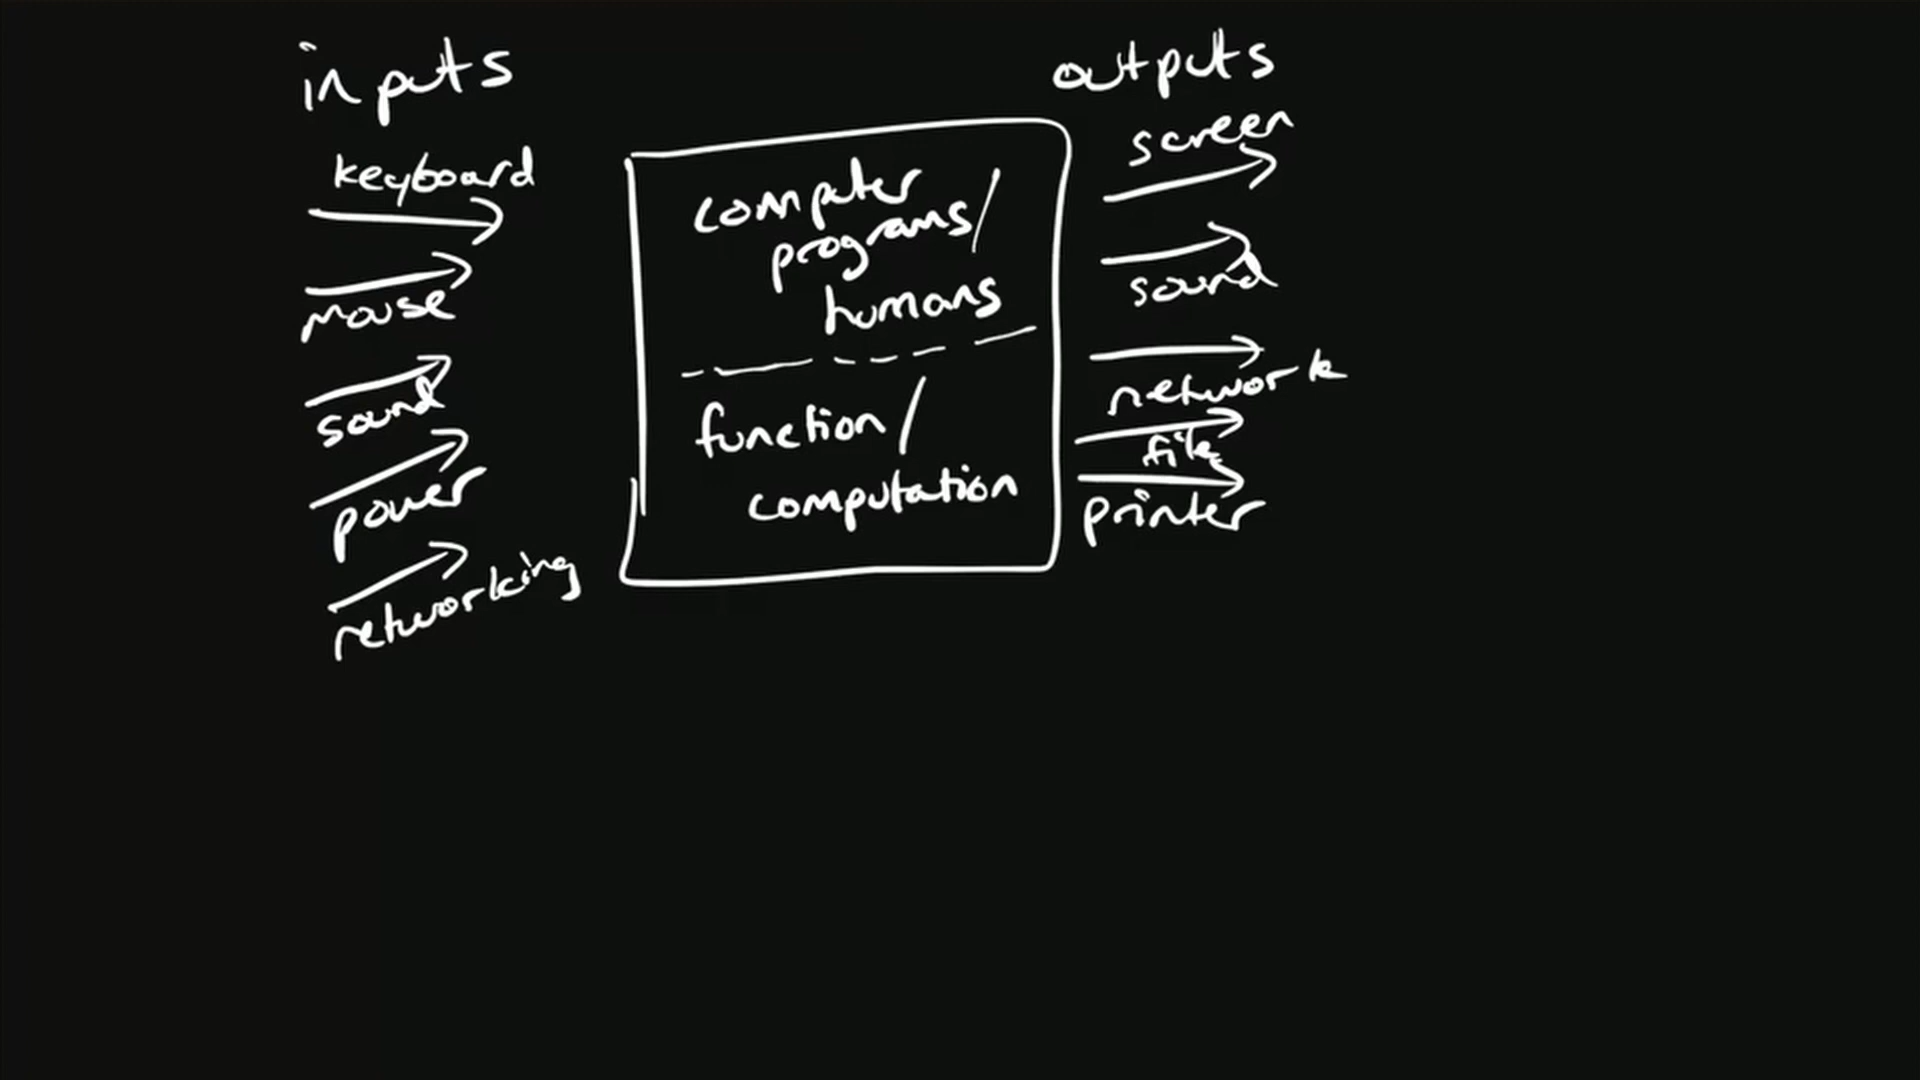 inputs
keyboard
mouse
sound
power
networking
computer
programs/
humans
function/
computation
outputs
screen
sound
network
file
printer